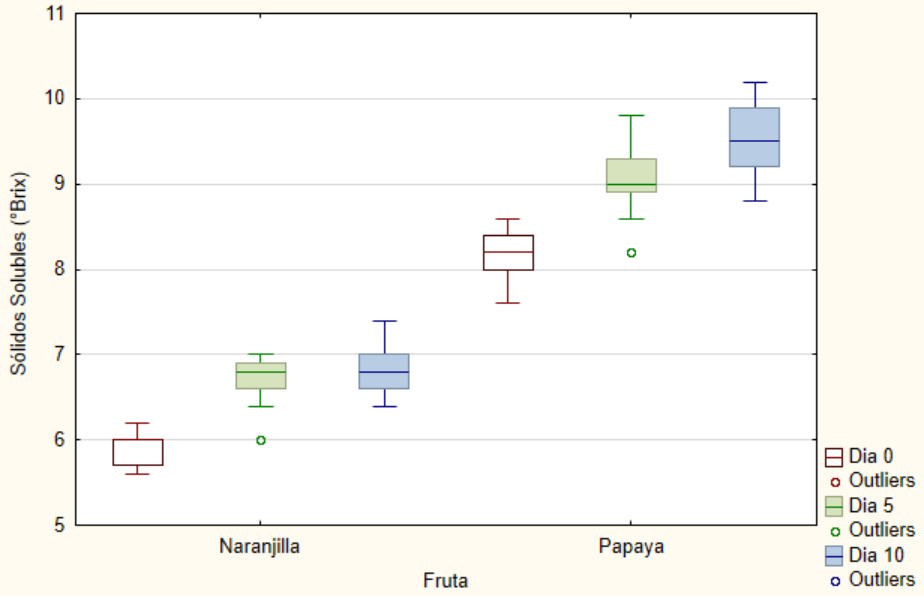 11
10
9
8
7
6
5
Sólidos Solubles (°Brix)
Naranjilla
Papaya
Fruta
Dia 0
Outliers
Dia 5
Outliers
Dia 10
Outliers